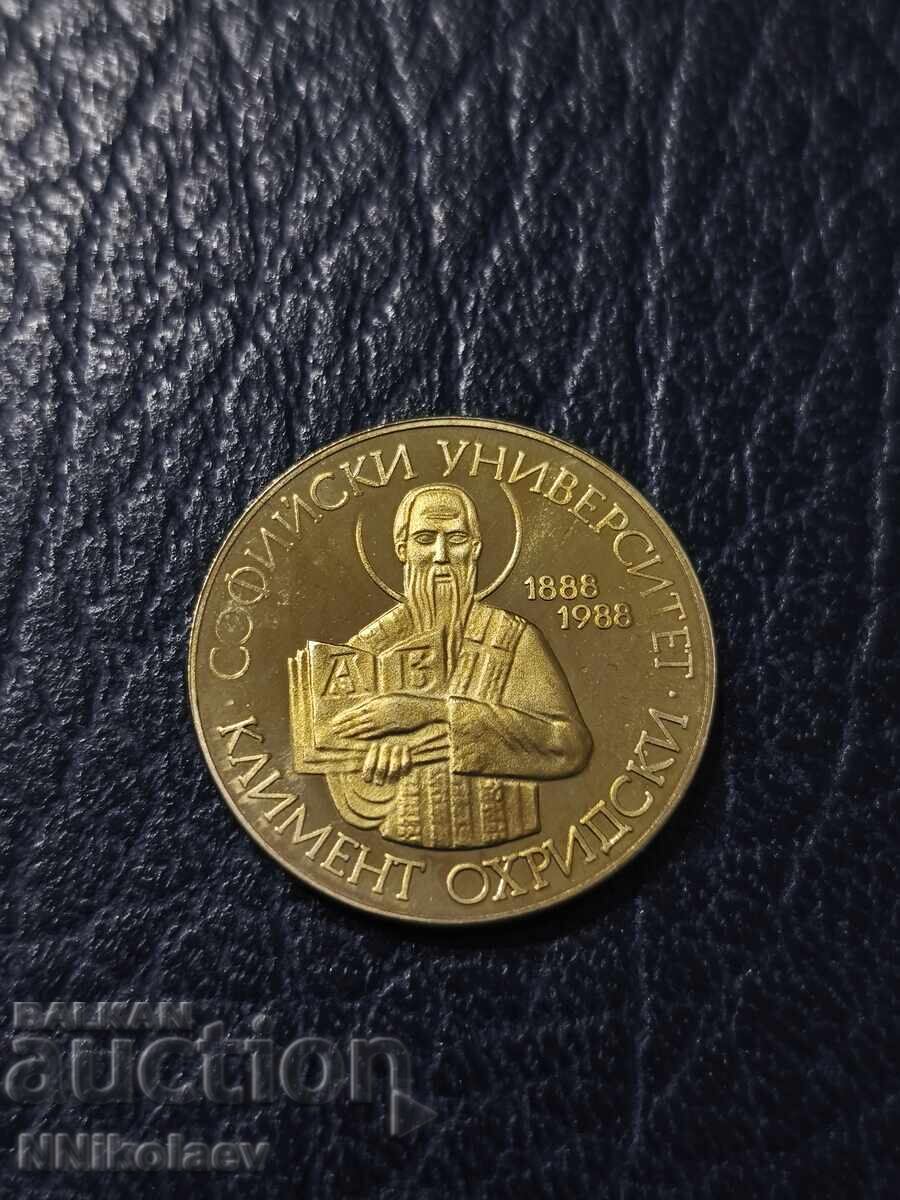 СОФИЙСКИ УНИВЕРСИТЕТ
· КЛИМЕНТ ОХРИДСКИ ·
1888
1988
А Б
BALKAN
auction
NNikolaev